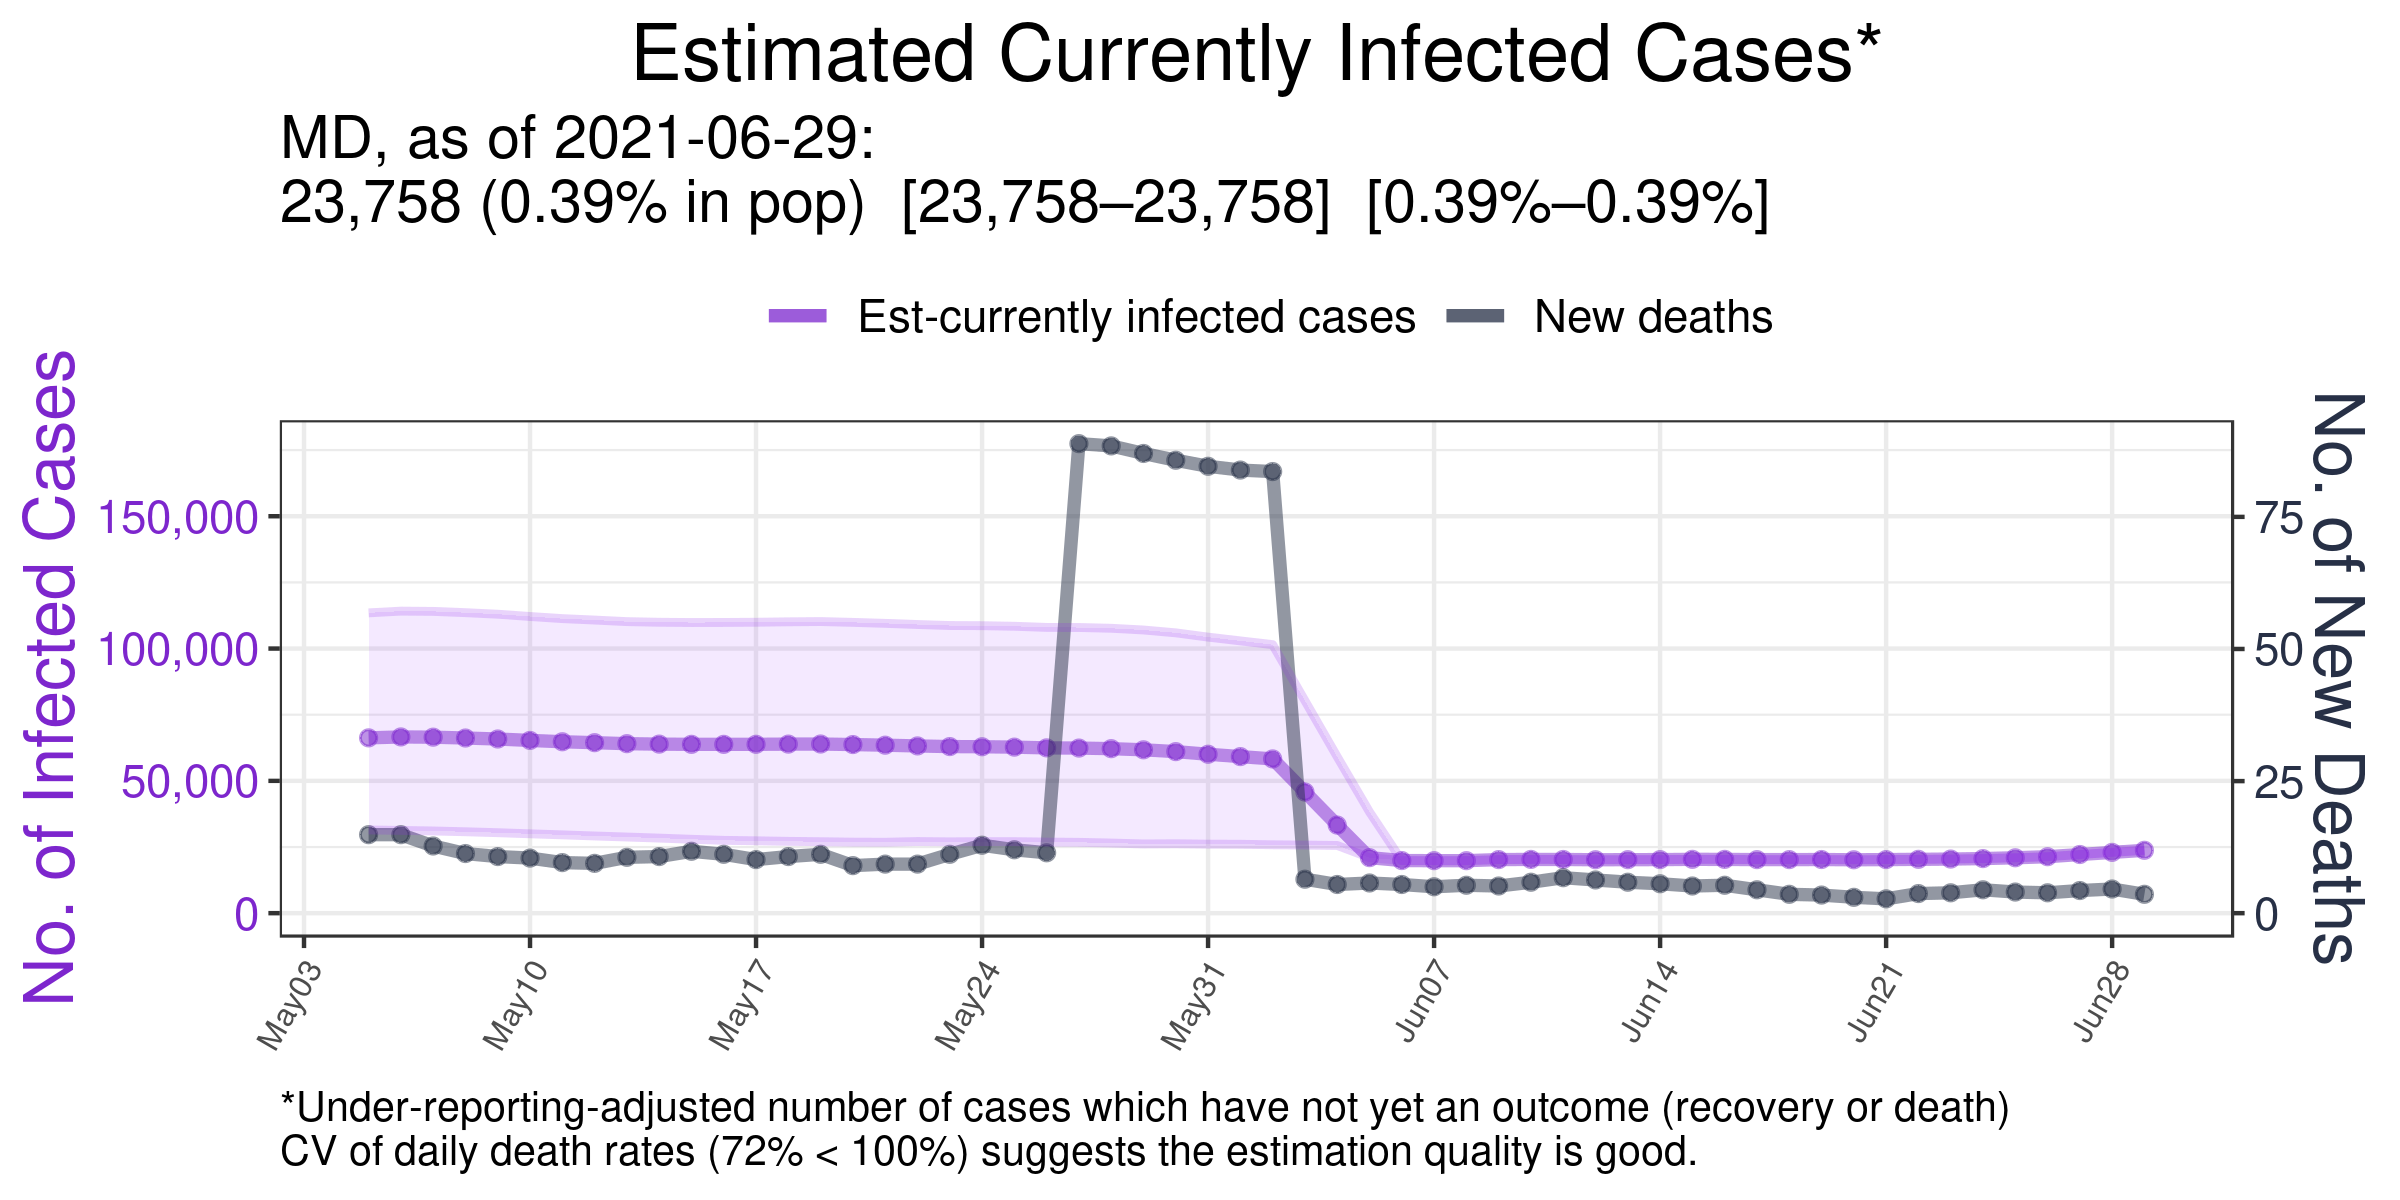 Estimated Currently Infected Cases*
MD, as of 2021-06-29:
23,758 (0.39% in pop)  [23,758–23,758]  [0.39%–0.39%]
Est-currently infected cases
New deaths
No. of Infected Cases
150,000
100,000
50,000
0
75
50
25
0
No. of New Deaths
May03
May10
May17
May24
May31
Jun07
Jun14
Jun21
Jun28
*Under-reporting-adjusted number of cases which have not yet an outcome (recovery or death)
CV of daily death rates (72% < 100%) suggests the estimation quality is good.